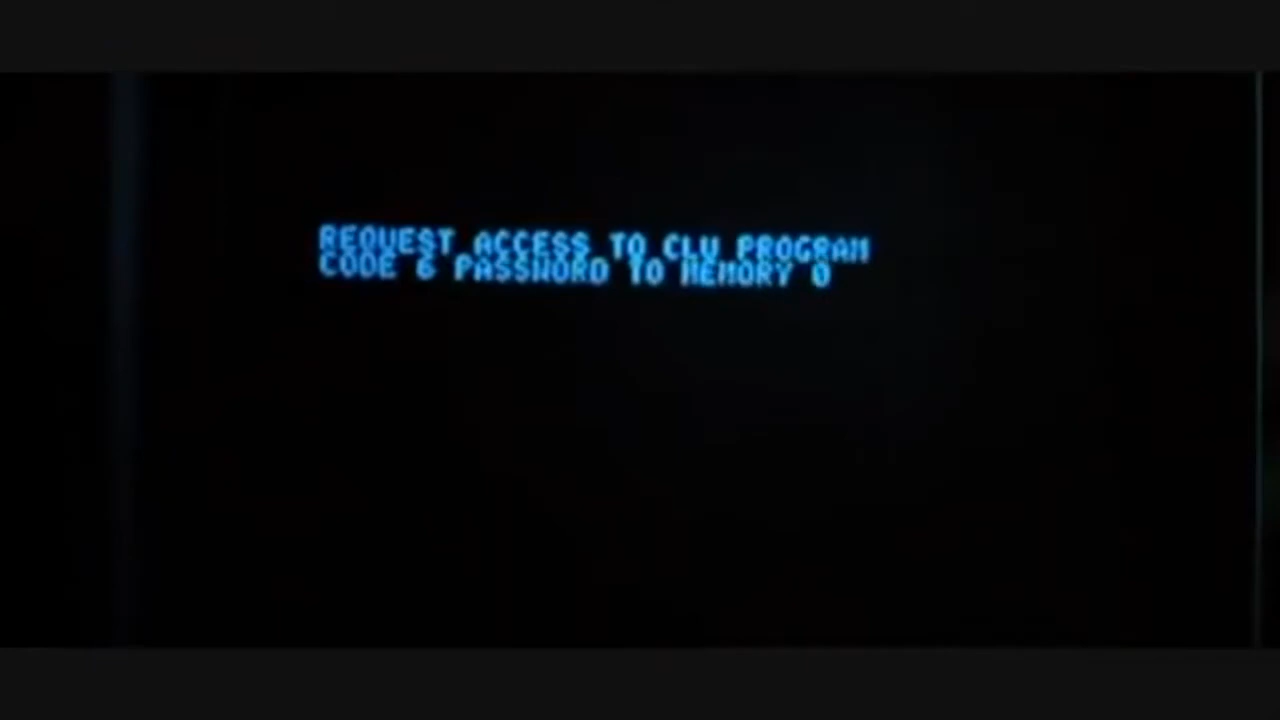 REQUEST ACCESS TO CLU PROGRAM
CODE 6 PASSWORD TO MEMORY 0